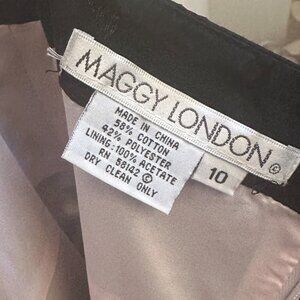 MAGGY LONDON©
MADE IN CHINA
58% COTTON
42% POLYESTER
LINING: 100% ACETATE
RN 58142 ©
DRY CLEAN ONLY
10